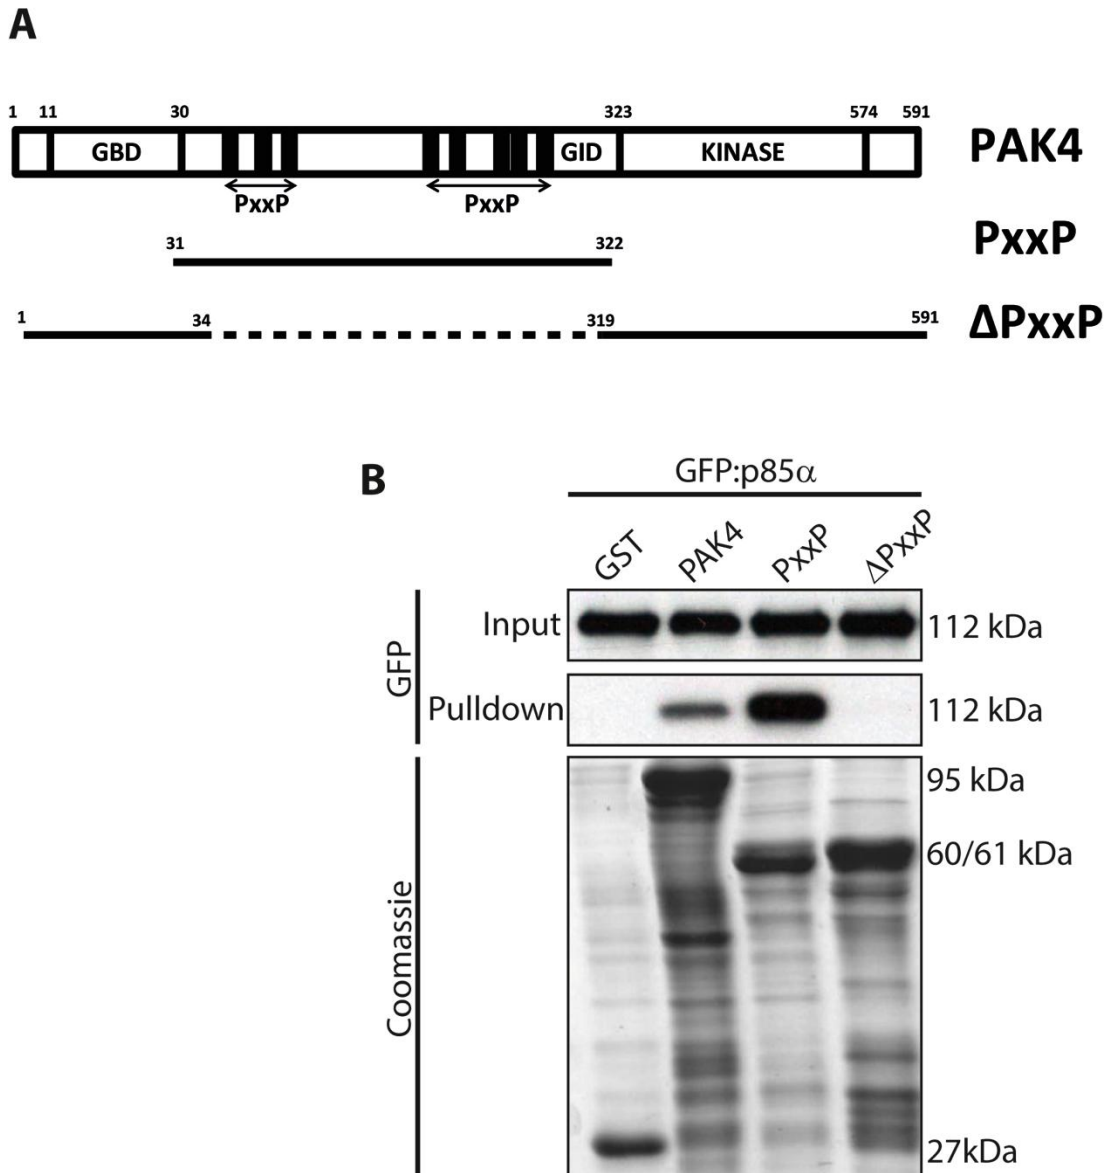 A
1 11 30 323 574 591
GBD GID KINASE PAK4
PxxP PxxP
PxxP
31 322
1 34 319 591
ΔPxxP
B
GFP:p85α
GST PAK4 PxxP ΔPxxP
GFP
Input 112 kDa
Pulldown 112 kDa
Coomassie
95 kDa
60/61 kDa
27kDa